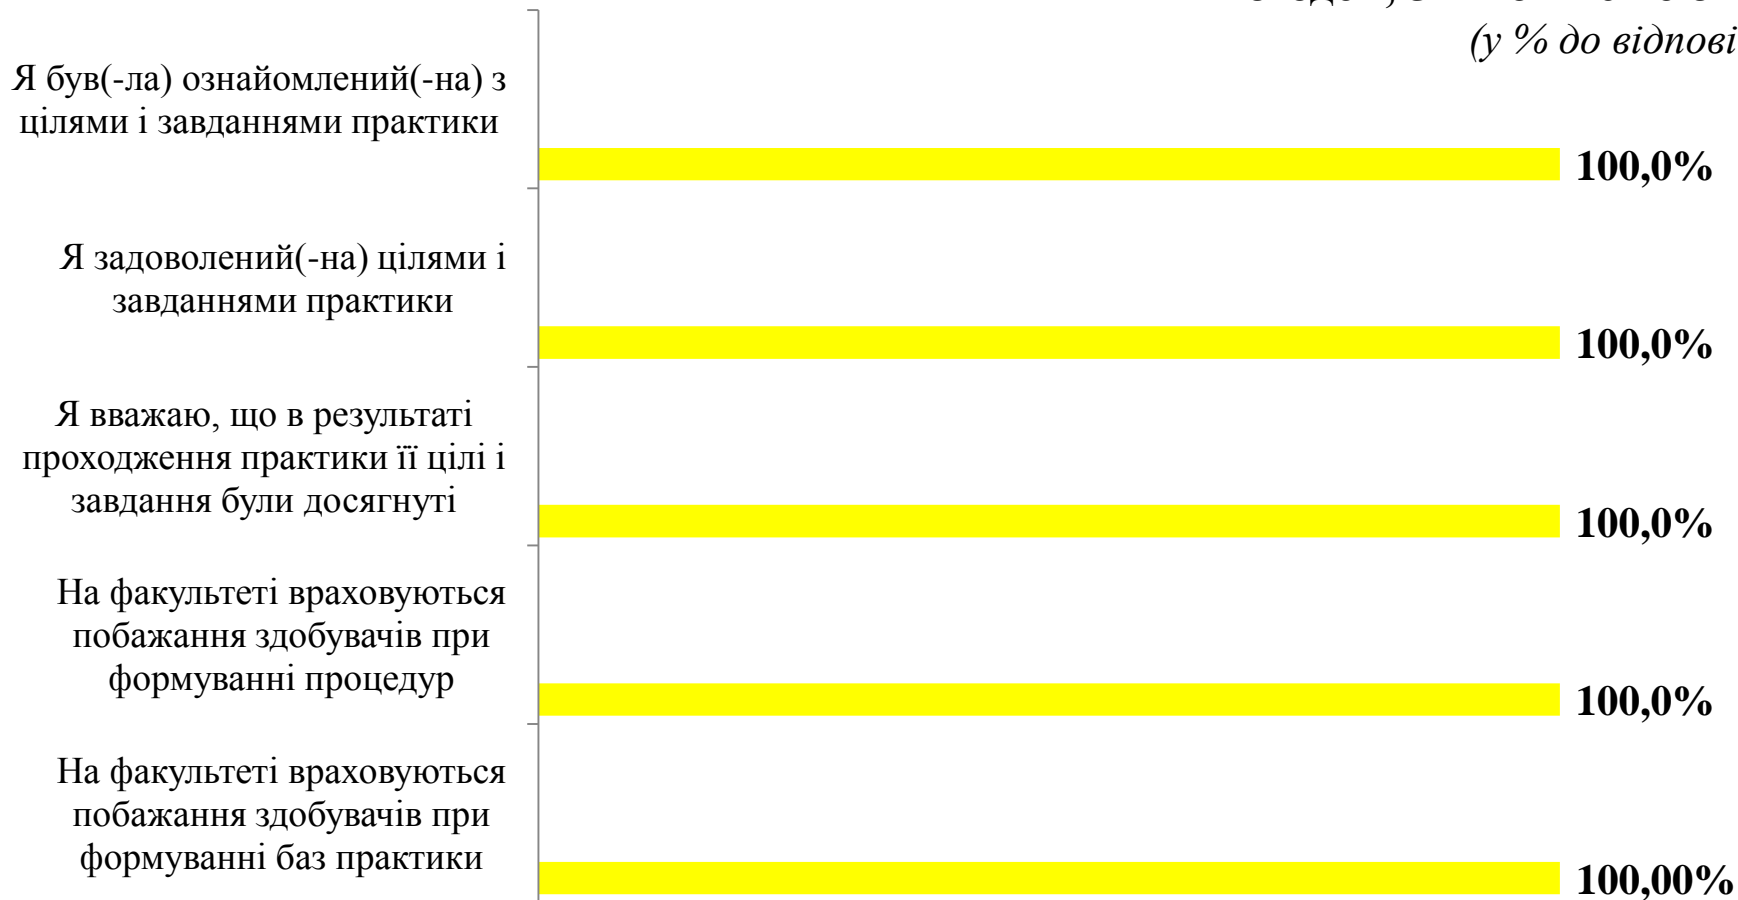 (у % до відпові
Я був(-ла) ознайомлений(-на) з
цілями і завданнями практики
100,0%
Я задоволений(-на) цілями і
завданнями практики
100,0%
Я вважаю, що в результаті
проходження практики її цілі і
завдання були досягнуті
100,0%
На факультеті враховуються
побажання здобувачів при
формуванні процедур
100,0%
На факультеті враховуються
побажання здобувачів при
формуванні баз практики
100,00%